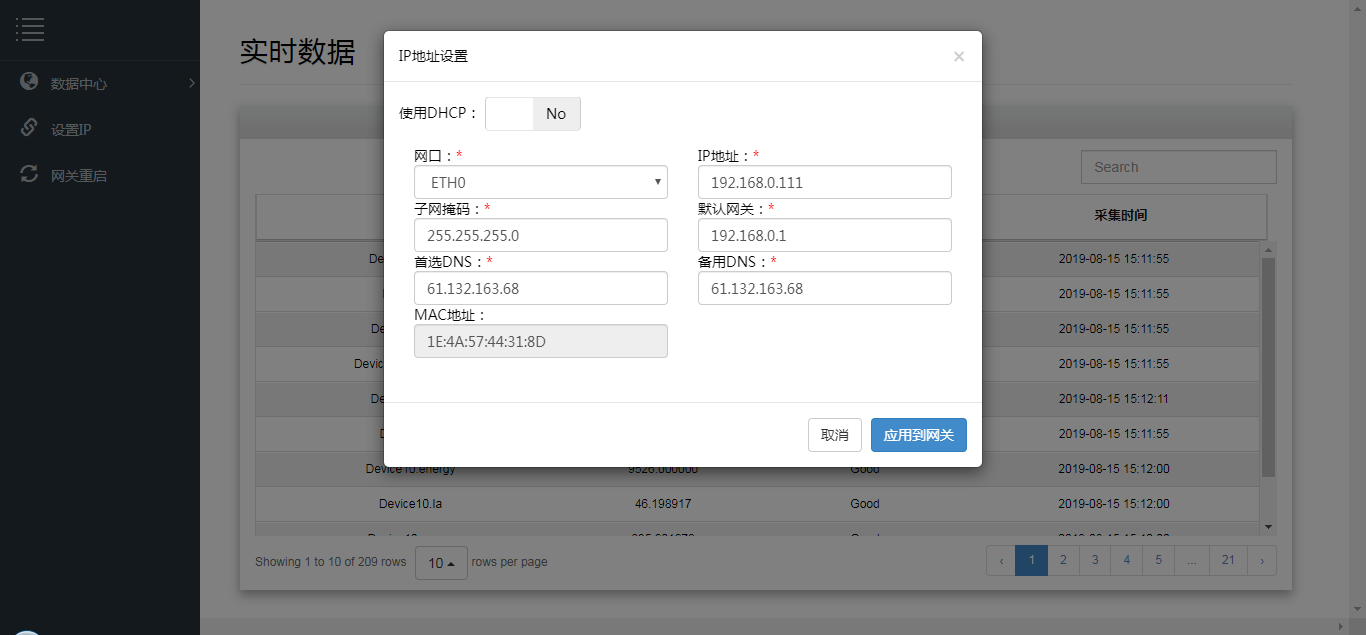 实时数据
数据中心
设置IP
网关重启
IP地址设置
×
使用DHCP：
No
网口：*
IP地址：*
ETH0
192.168.0.111
子网掩码：*
默认网关：*
255.255.255.0
192.168.0.1
首选DNS：*
备用DNS：*
61.132.163.68
61.132.163.68
MAC地址：
1E:4A:57:44:31:8D
取消
应用到网关
Search
采集时间
2019-08-15 15:11:55
2019-08-15 15:11:55
2019-08-15 15:11:55
Devic 2019-08-15 15:11:55
2019-08-15 15:12:11
2019-08-15 15:11:55
Device10.energy 9526.000000 Good 2019-08-15 15:12:00
Device10.Ia 46.198917 Good 2019-08-15 15:12:00
Showing 1 to 10 of 209 rows 10 rows per page
‹ 1 2 3 4 5 ... 21 ›